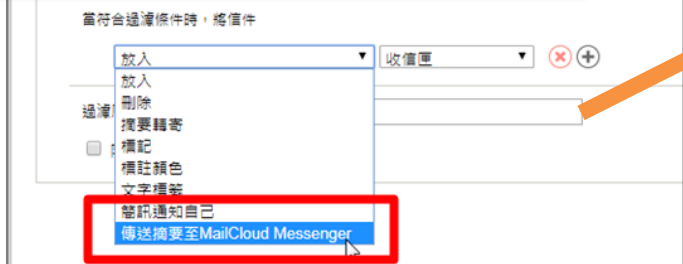 當符合過濾條件時，將信件
放入 收信匣
放入
刪除
過濾
摘要轉寄
標記
標註顏色
文字標籤
簡訊通知自己
傳送摘要至MailCloud Messenger